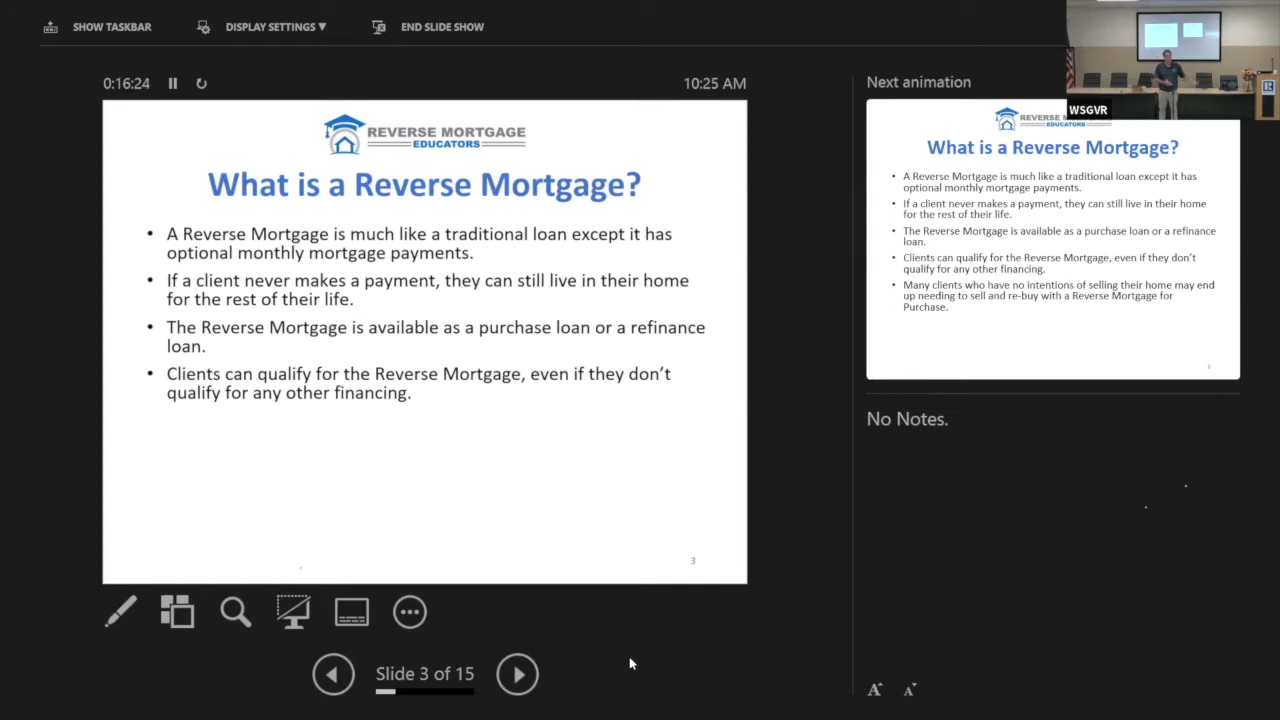 SHOW TASKBAR
DISPLAY SETTINGS ▼
END SLIDE SHOW
0:16:24
10:25 AM
REVERSE MORTGAGE
EDUCATORS
What is a Reverse Mortgage?
• A Reverse Mortgage is much like a traditional loan except it has
optional monthly mortgage payments.
• If a client never makes a payment, they can still live in their home
for the rest of their life.
• The Reverse Mortgage is available as a purchase loan or a refinance
loan.
• Clients can qualify for the Reverse Mortgage, even if they don’t
qualify for any other financing.
3
Slide 3 of 15
Next animation
WSGVR
R
REVERSE M
EDUCATORS
What is a Reverse Mortgage?
• A Reverse Mortgage is much like a traditional loan except it has
optional monthly mortgage payments.
• If a client never makes a payment, they can still live in their home
for the rest of their life.
• The Reverse Mortgage is available as a purchase loan or a refinance
loan.
• Clients can qualify for the Reverse Mortgage, even if they don’t
qualify for any other financing.
• Many clients who have no intentions of selling their home may end
up needing to sell and re-buy with a Reverse Mortgage for
Purchase.
No Notes.
A A